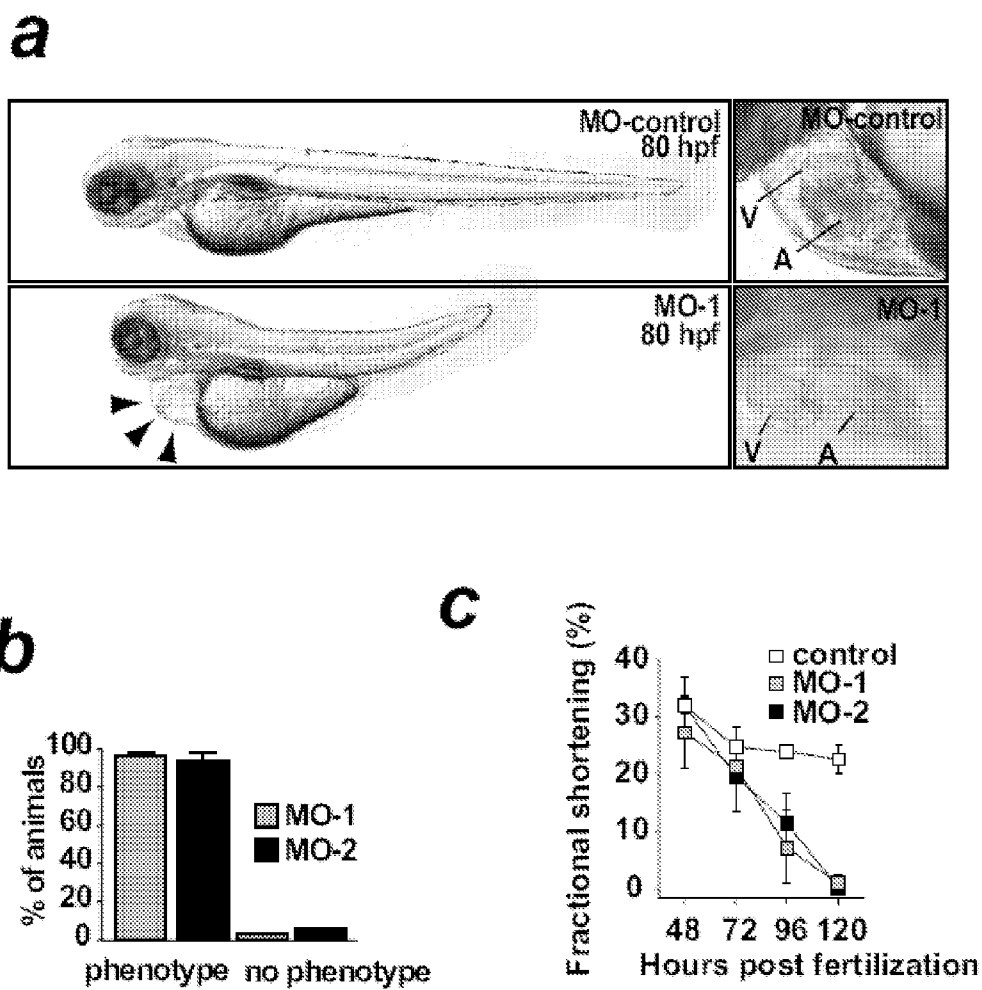 a
MO-control
80 hpf
MO-control
V
A
MO-1
80 hpf
MO-1
V
A
b
% of animals
100
80
60
40
20
0
MO-1
MO-2
phenotype
no phenotype
c
Fractional shortening (%)
40
30
20
10
0
control
MO-1
MO-2
48 72 96 120
Hours post fertilization